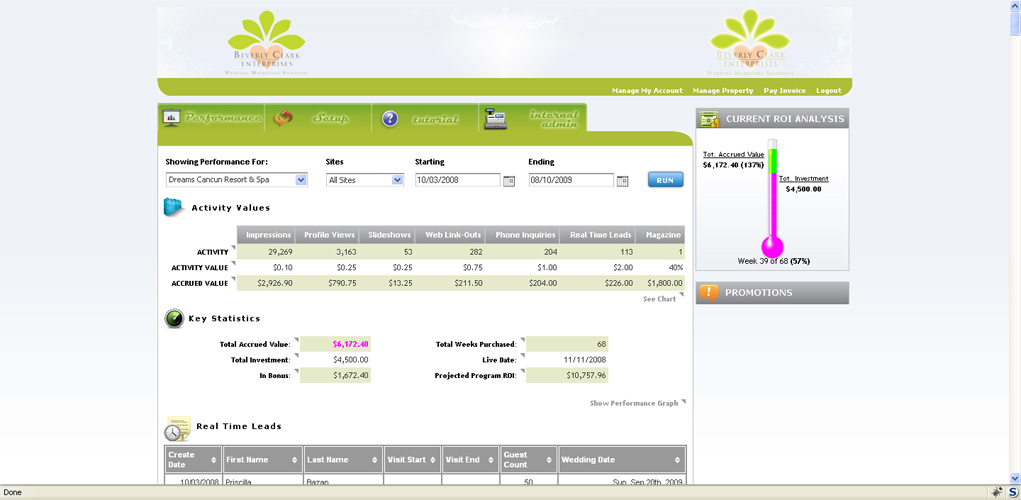 BEVERLY CLARK
ENTERPRISES
WEDDING MARKETING SOLUTIONS
BEVERLY CLARK
ENTERPRISES
WEDDING MARKETING SOLUTIONS
Manage My Account Manage Property Pay Invoice Logout
Performance Setup tutorial internal admin
CURRENT ROI ANALYSIS
Tot. Accrued Value
$6,172.40 (137%)
Tot. Investment
$4,500.00
Week 39 of 68 (57%)
PROMOTIONS
Showing Performance For: Sites Starting Ending
Dreams Cancun Resort & Spa All Sites 10/03/2008 08/10/2009 RUN
Activity Values
Impressions Profile Views Slideshows Web Link-Outs Phone Inquiries Real Time Leads Magazine
ACTIVITY 29,269 3,163 53 282 204 113 1
ACTIVITY VALUE $0.10 $0.25 $0.25 $0.75 $1.00 $2.00 40%
ACCRUED VALUE $2,926.90 $790.75 $13.25 $211.50 $204.00 $226.00 $1,800.00
See Chart
Key Statistics
Total Accrued Value: $6,172.40 Total Weeks Purchased: 68
Total Investment: $4,500.00 Live Date: 11/11/2008
In Bonus: $1,672.40 Projected Program ROI: $10,757.96
Show Performance Graph
Real Time Leads
Create Date First Name Last Name Visit Start Visit End Guest Count Wedding Date
10/03/2008 Priscilla Bazan 50 Sun, Sep 20th, 2009
Done